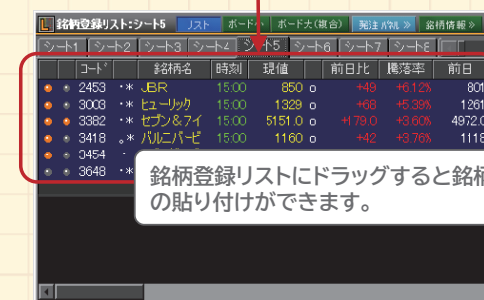 銘柄登録リスト:シート5 リスト ボード小 ボード大(複合) 発注パネル≫ 銘柄情報≫
シート1 シート2 シート3 シート4 シート5 シート6 シート7 シート8
コード 銘柄名 時刻 現値 前日比 騰落率 前日
2453 ・* JBR 15:00 850 +49 +6.12% 801
3003 ・* ヒューリック 15:00 1329 +68 +5.39% 1261
3382 ・* セブン&アイ 15:00 5151.0 +179.0 +3.60% 4972.0
3418 .* バルニバービ 15:00 1160 +42 +3.76% 1118
3454
3648 ・*
銘柄登録リストにドラッグすると銘柄
の貼り付けができます。